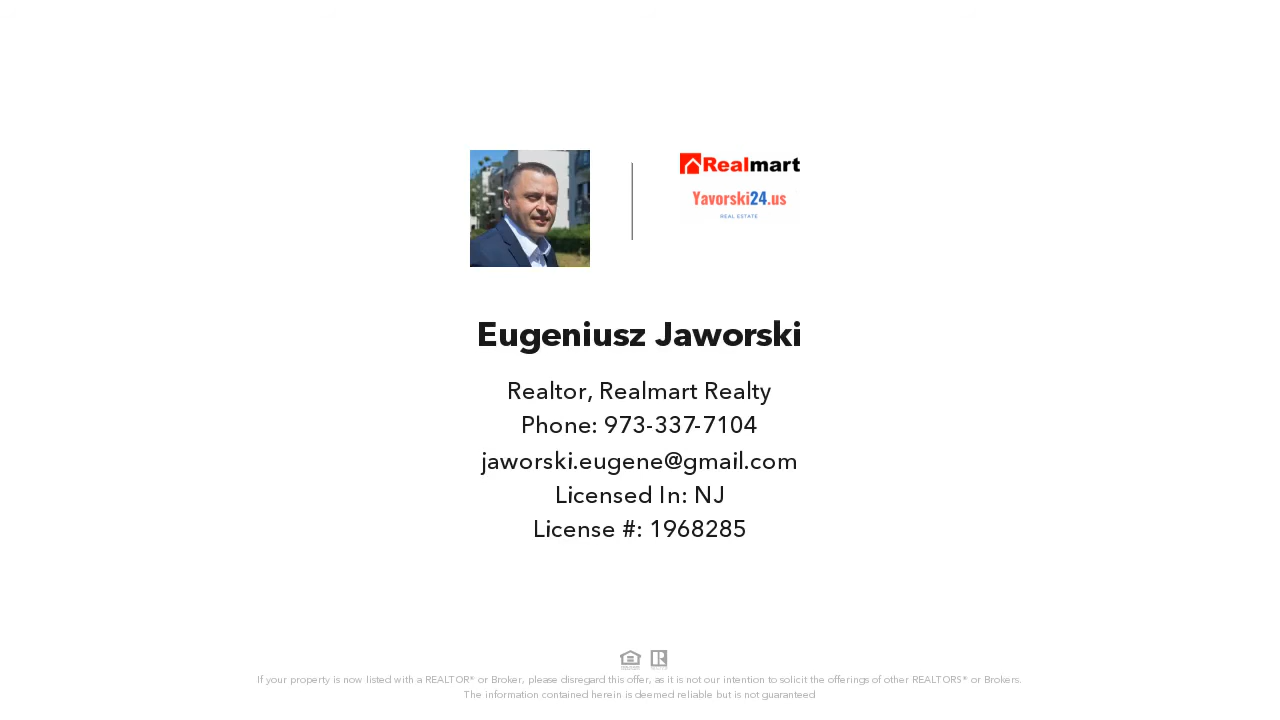 Realmart
Yavorski24.us
REAL ESTATE
Eugeniusz Jaworski
Realtor, Realmart Realty
Phone: 973-337-7104
jaworski.eugene@gmail.com
Licensed In: NJ
License #: 1968285
If your property is now listed with a REALTOR® or Broker, please disregard this offer, as it is not our intention to solicit the offerings of other REALTORS® or Brokers.
The information contained herein is deemed reliable but is not guaranteed